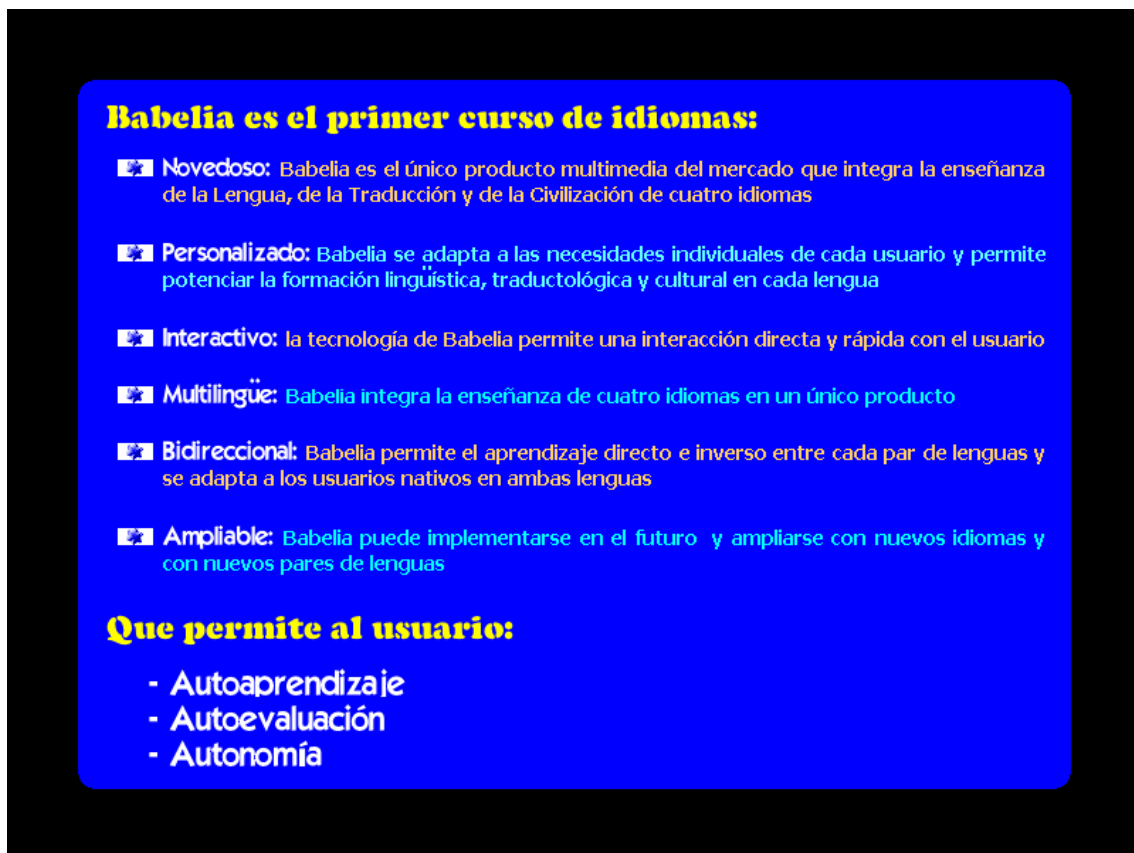 Babelia es el primer curso de idiomas:
Novedoso: Babelia es el único producto multimedia del mercado que integra la enseñanza
de la Lengua, de la Traducción y de la Civilización de cuatro idiomas
Personalizado: Babelia se adapta a las necesidades individuales de cada usuario y permite
potenciar la formación lingüística, traductológica y cultural en cada lengua
Interactivo: la tecnología de Babelia permite una interacción directa y rápida con el usuario
Multilingüe: Babelia integra la enseñanza de cuatro idiomas en un único producto
Bidireccional: Babelia permite el aprendizaje directo e inverso entre cada par de lenguas y
se adapta a los usuarios nativos en ambas lenguas
Ampliable: Babelia puede implementarse en el futuro y ampliarse con nuevos idiomas y
con nuevos pares de lenguas
Que permite al usuario:
- Autoaprendizaje
- Autoevaluación
- Autonomía